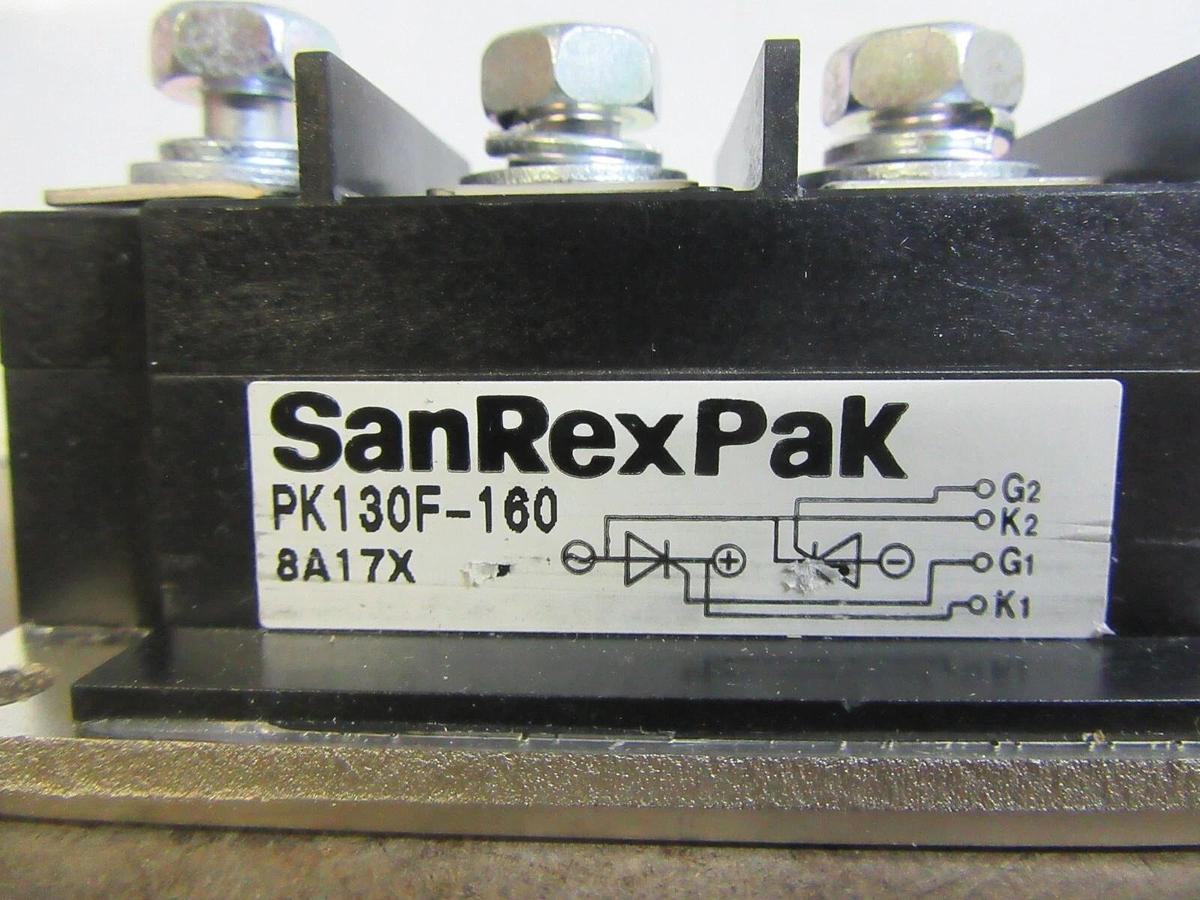 SanRexPak
PK130F-160
8A17X
G2
K2
G1
K1